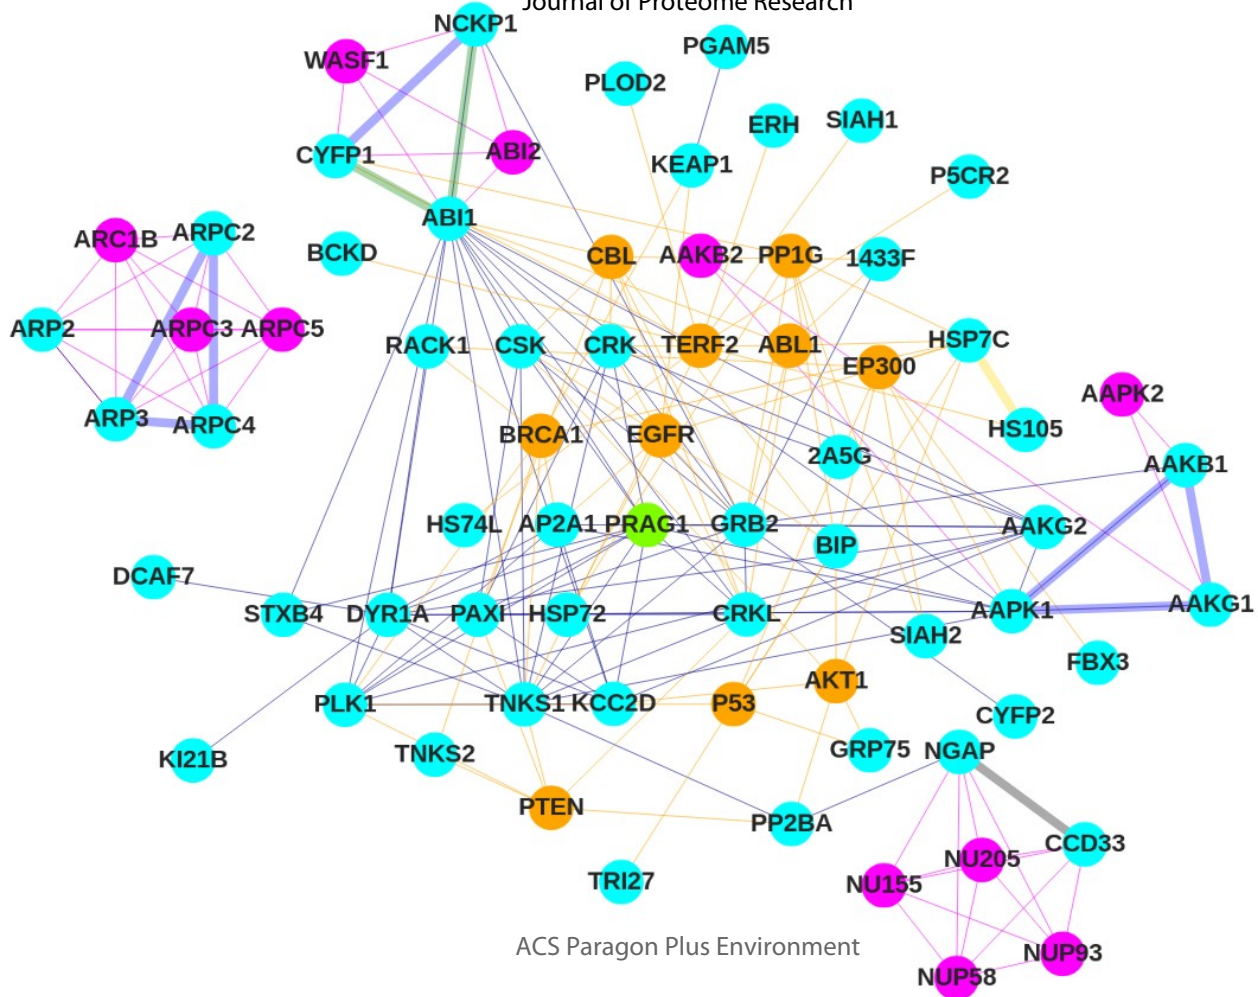 Journal of Proteome Research
NCKP1
PGAM5
WASF1
PLOD2
SIAH1
ERH
ABI2
CYFP1
KEAP1
P5CR2
ABI1
ARPC2
ARC1B
BCKD
CBL
AAKB2
PP1G
1433F
ARP2
ARPC3
ARPC5
HSP7C
RACK1
CSK
CRK
TERF2
ABL1
EP300
AAPK2
ARP3
ARPC4
HS105
BRCA1
EGFR
2A5G
AAKB1
HS74L
AP2A1
PRAG1
GRB2
AAKG2
BIP
DCAF7
AAKG1
STXB4
DYR1A
PAXI
HSP72
CRKL
AAPK1
SIAH2
FBX3
AKT1
PLK1
TNKS1
KCC2D
P53
CYFP2
TNKS2
GRP75
NGAP
KI21B
PTEN
PP2BA
CCD33
NU205
TRI27
NU155
ACS Paragon Plus Environment
NUP93
NUP58